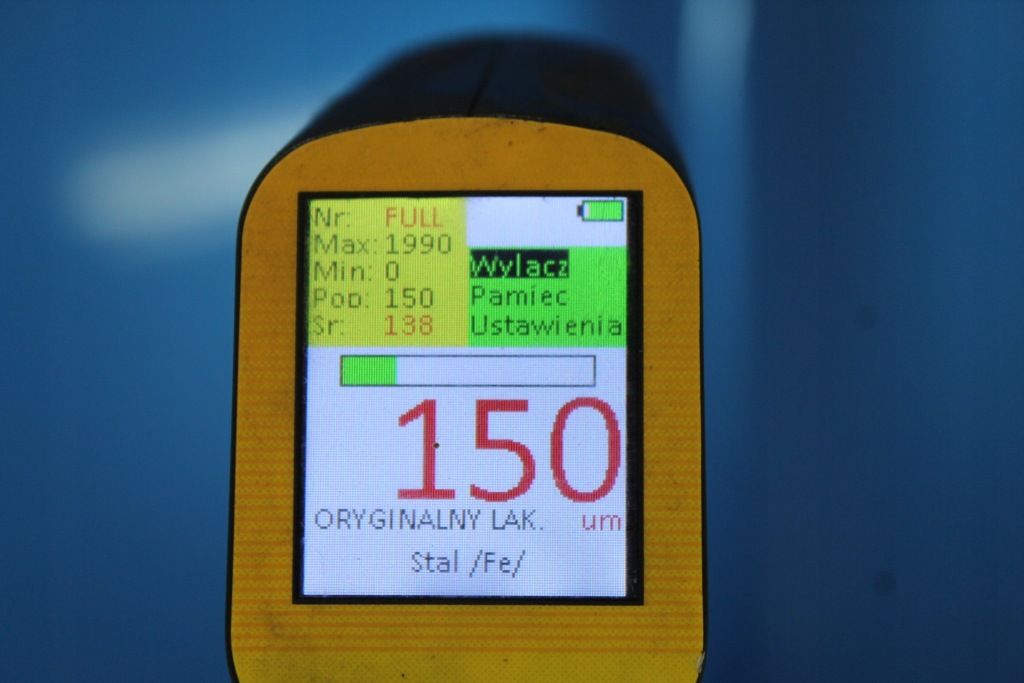 Nr: FULL
Max: 1990
Min: 0
Pop: 150
Sr: 138
Wylacz
Pamiec
Ustawienia
150
ORYGINALNY LAK. um
Stal /Fe/